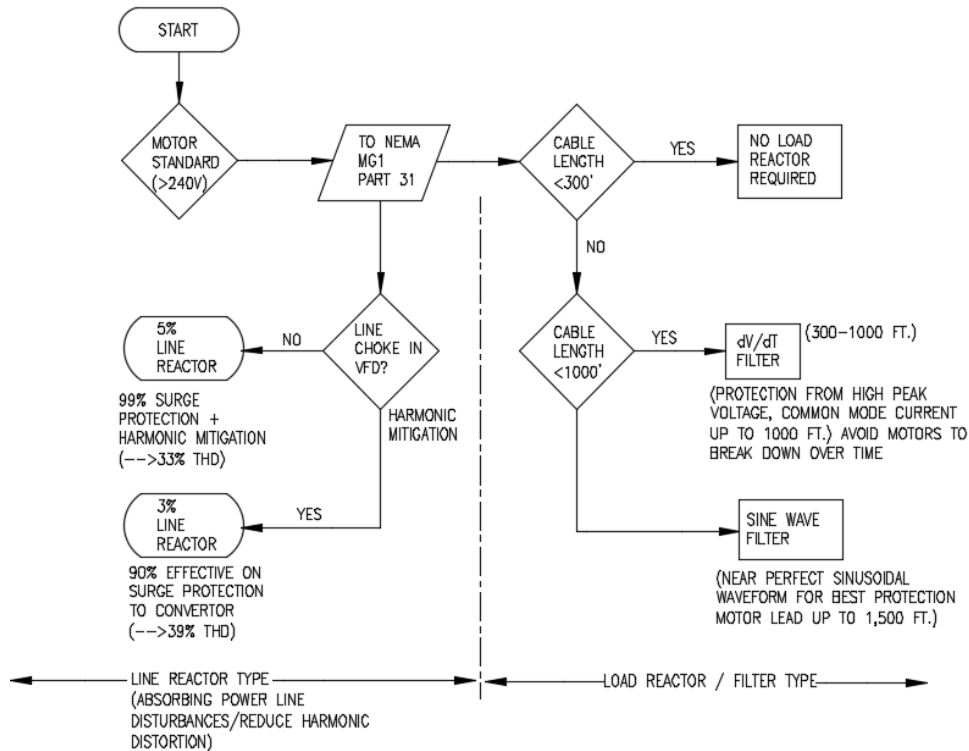 START
MOTOR
STANDARD
(>240V)
TO NEMA
MG1
PART 31
CABLE
LENGTH
<300'
YES
NO LOAD
REACTOR
REQUIRED
NO
LINE
CHOKE IN
VFD?
NO
5%
LINE
REACTOR
99% SURGE
PROTECTION +
HARMONIC MITIGATION
(-->33% THD)
HARMONIC
MITIGATION
YES
3%
LINE
REACTOR
90% EFFECTIVE ON
SURGE PROTECTION
TO CONVERTOR
(-->39% THD)
CABLE
LENGTH
<1000'
YES
dV/dT
FILTER
(300-1000 FT.)
(PROTECTION FROM HIGH PEAK
VOLTAGE, COMMON MODE CURRENT
UP TO 1000 FT.) AVOID MOTORS TO
BREAK DOWN OVER TIME
SINE WAVE
FILTER
(NEAR PERFECT SINUSOIDAL
WAVEFORM FOR BEST PROTECTION
MOTOR LEAD UP TO 1,500 FT.)
LINE REACTOR TYPE
(ABSORBING POWER LINE
DISTURBANCES/REDUCE HARMONIC
DISTORTION)
LOAD REACTOR / FILTER TYPE